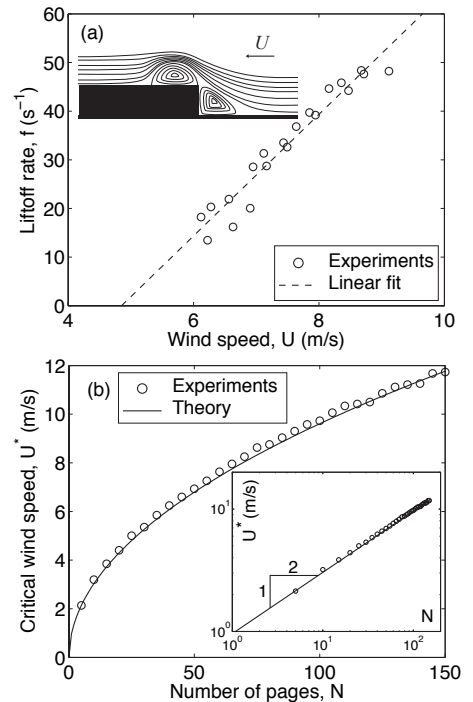 60
50
40
30
20
10
0
Liftoff rate, f (s⁻¹)
(a)
U
Experiments
Linear fit
4
6
8
10
Wind speed, U (m/s)
12
10
8
6
4
2
0
Critical wind speed, U* (m/s)
(b)
Experiments
Theory
10¹
10⁰
U* (m/s)
2
1
N
10⁰
10¹
10²
0
50
100
150
Number of pages, N